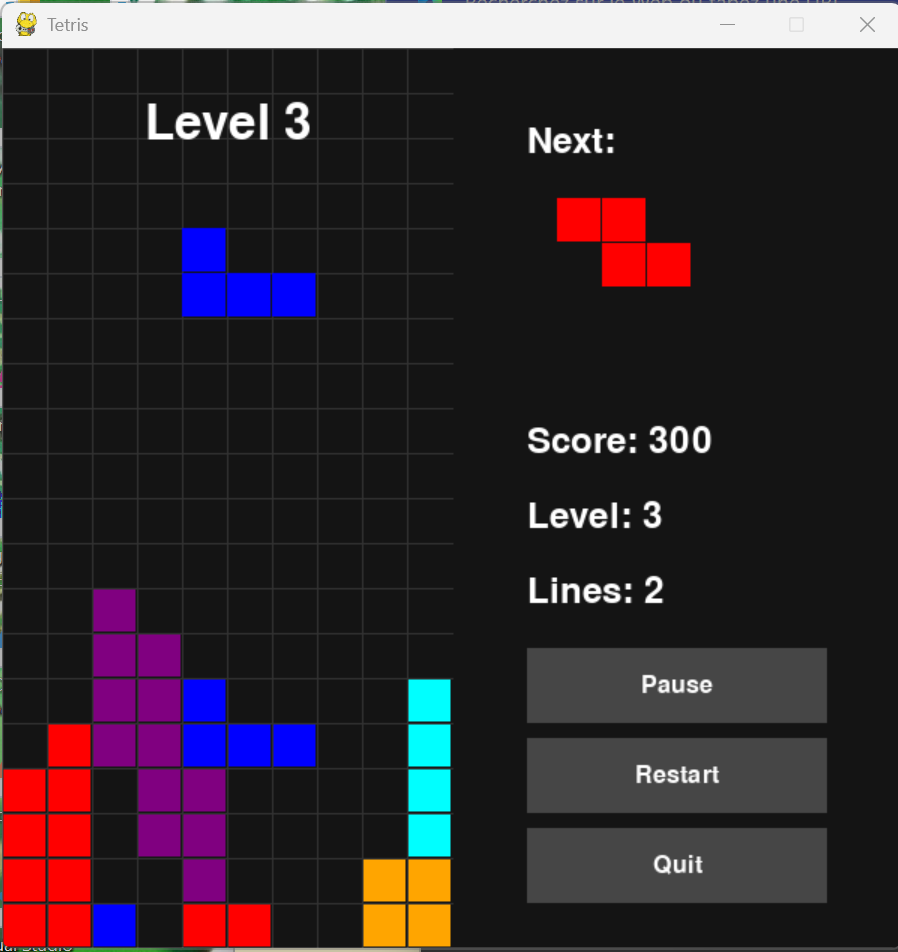 Tetris
Level 3
Next:
Score: 300
Level: 3
Lines: 2
Pause
Restart
Quit